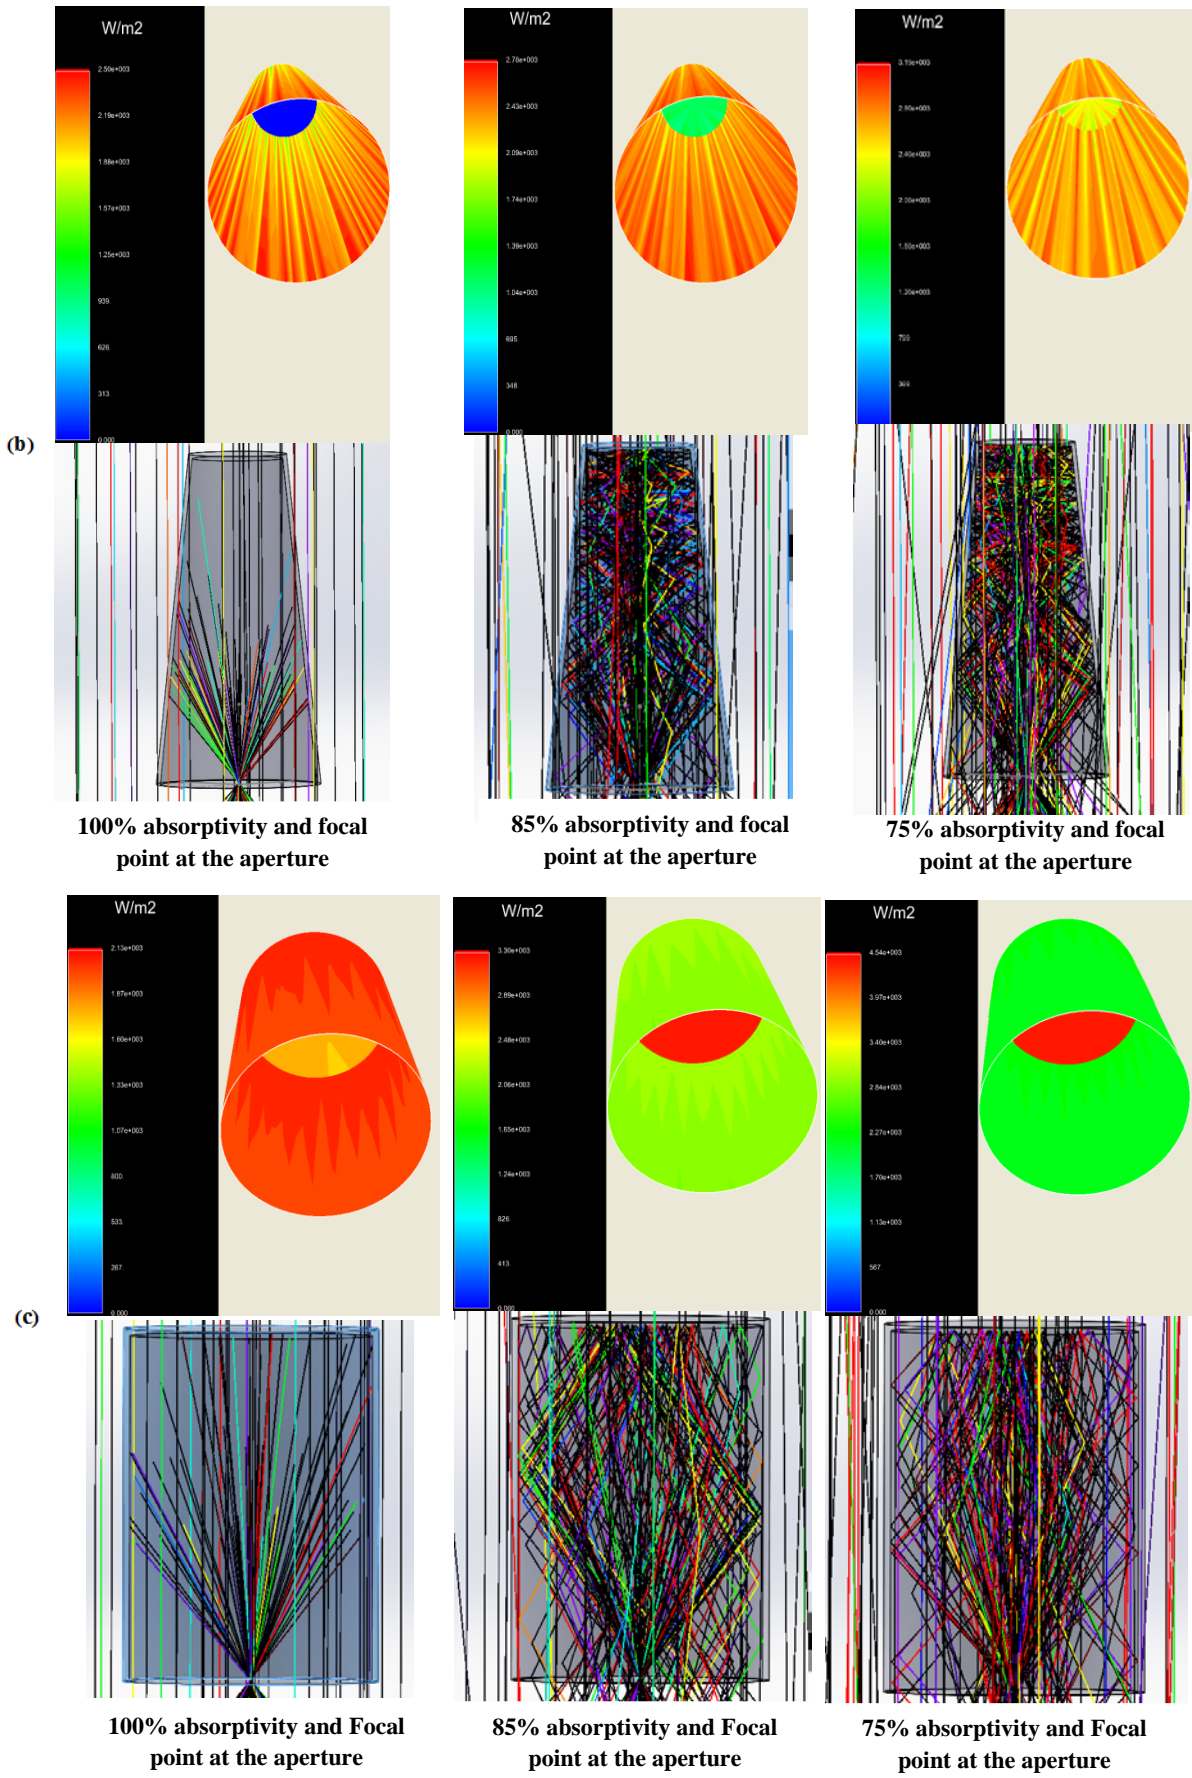 W/m2
2.50e+003
2.19e+003
1.88e+003
1.57e+003
1.25e+003
939.
626.
313.
0.000
W/m2
2.78e+003
2.43e+003
2.09e+003
1.74e+003
1.39e+003
1.04e+003
695.
348.
0.000
W/m2
(b)
100% absorptivity and focal
point at the aperture
85% absorptivity and focal
point at the aperture
75% absorptivity and focal
point at the aperture
W/m2
2.13e+003
1.87e+003
1.60e+003
1.33e+003
1.07e+003
800.
533.
267.
0.000
W/m2
3.30e+003
2.89e+003
2.48e+003
2.06e+003
1.65e+003
1.24e+003
826.
413.
0.000
W/m2
4.54e+003
3.97e+003
3.40e+003
2.84e+003
2.27e+003
1.70e+003
1.13e+003
567.
0.000
(c)
100% absorptivity and Focal
point at the aperture
85% absorptivity and Focal
point at the aperture
75% absorptivity and Focal
point at the aperture